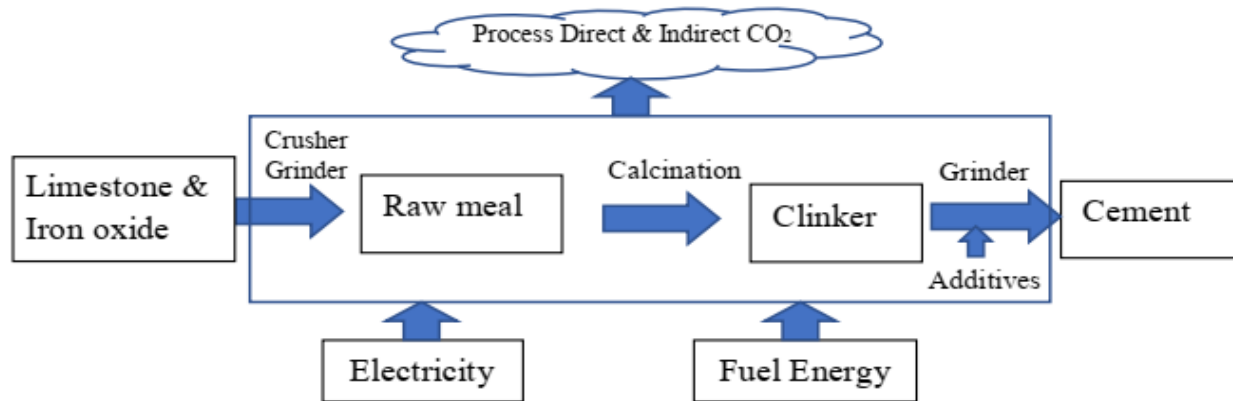 Process Direct & Indirect CO₂
Crusher
Grinder
Limestone &
Iron oxide
Raw meal
Calcination
Clinker
Grinder
Additives
Cement
Electricity
Fuel Energy